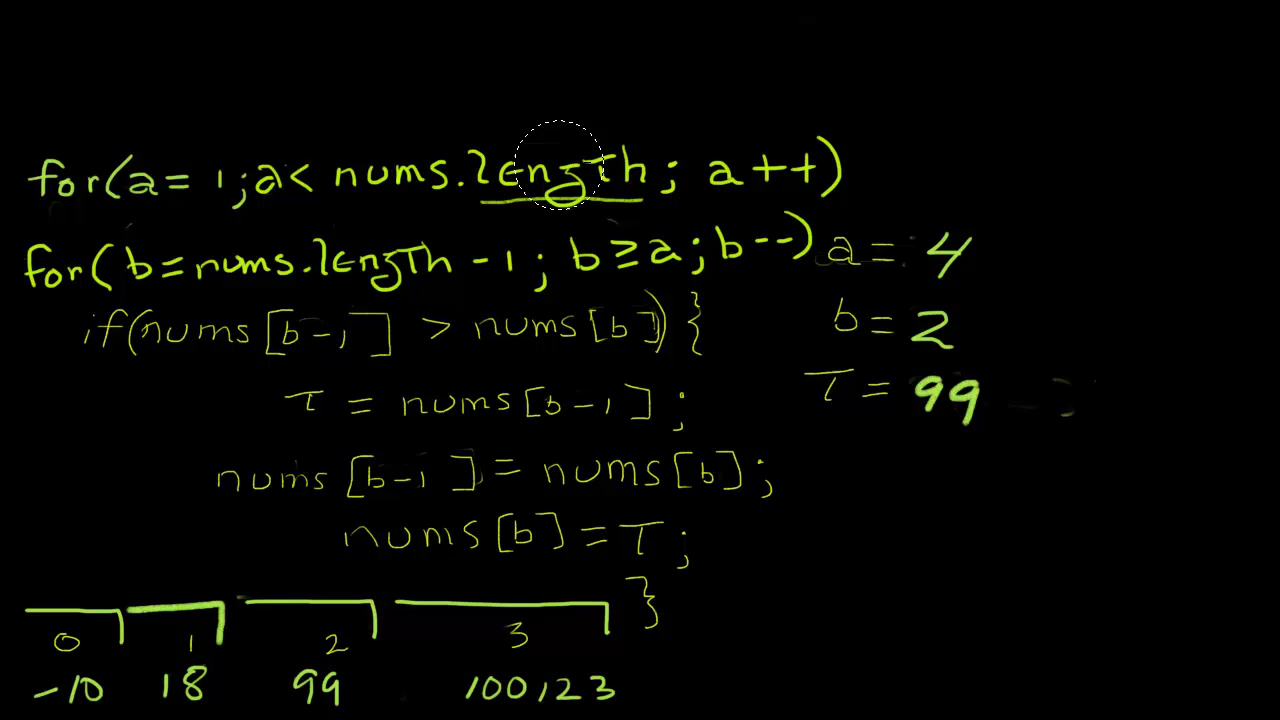 for(a= 1;a< nums.length; a++)
for( b=nums.length -1; b≥a;b--) a= 4
if(nums[b-1] > nums[b]) { b= 2
T = nums[b-1]; T= 99
nums[b-1]= nums[b];
nums[b]=T;
}
0 1 2 3
-10 18 99 100123